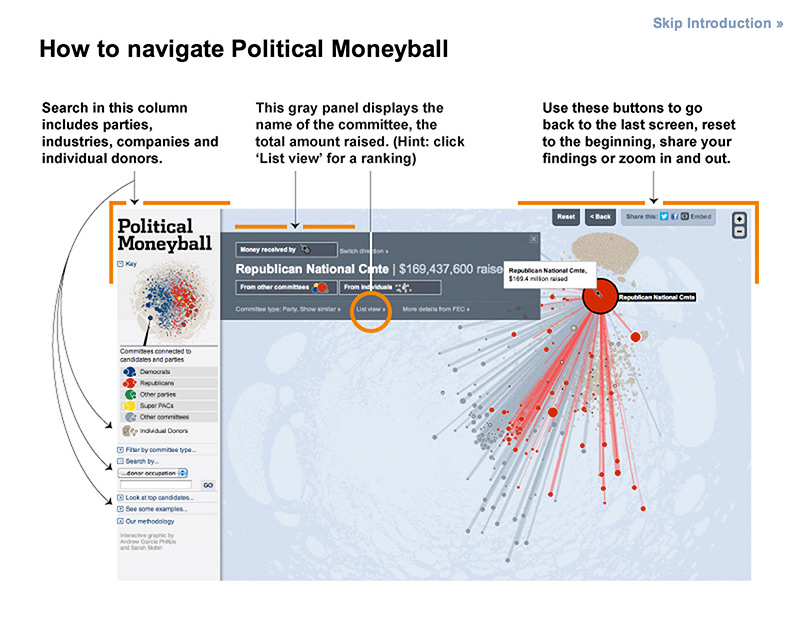 Skip Introduction »
How to navigate Political Moneyball
Search in this column
includes parties,
industries, companies and
individual donors.
This gray panel displays the
name of the committee, the
total amount raised. (Hint: click
‘List view’ for a ranking)
Use these buttons to go
back to the last screen, reset
to the beginning, share your
findings or zoom in and out.
Political
Moneyball
Key
Committees connected to
candidates and parties
Democrats
Republicans
Other parties
Super PACs
Other committees
Individual Donors
Filter by committee type...
Search by...
...donor occupation
GO
Look at top candidates...
See some examples...
Our methodology
Interactive graphic by
Andrew Garcia Phillips
and Sarah Slobin
Money received by
Switch direction »
Republican National Cmte | $169,437,600 raise
From other committees
From individuals
Committee type: Party, Show similar »
List view »
More details from FEC »
Reset
< Back
Share this:
Embed
+
−
Republican National Cmte,
$169.4 million raised
Republican National Cmte